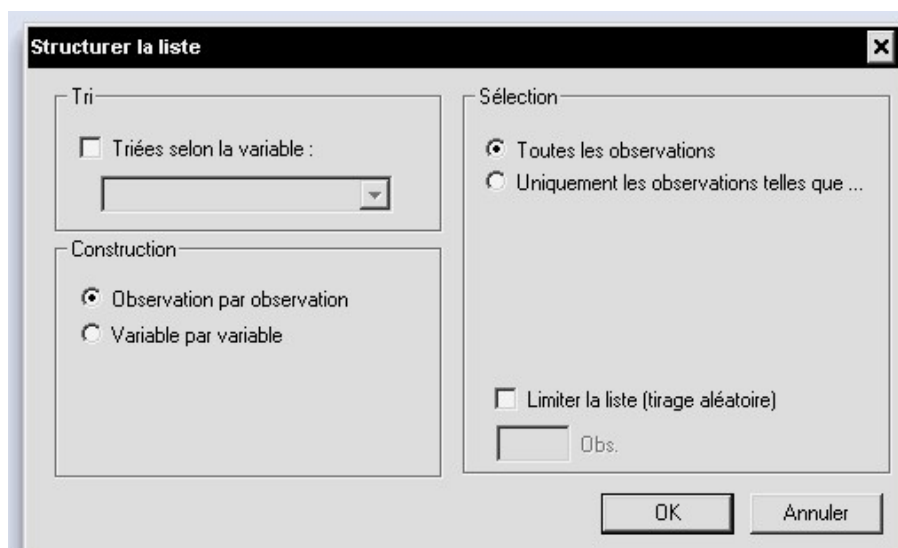 Structurer la liste
Tri
Triées selon la variable :
Construction
Observation par observation
Variable par variable
Sélection
Toutes les observations
Uniquement les observations telles que ...
Limiter la liste (tirage aléatoire)
Obs.
OK
Annuler